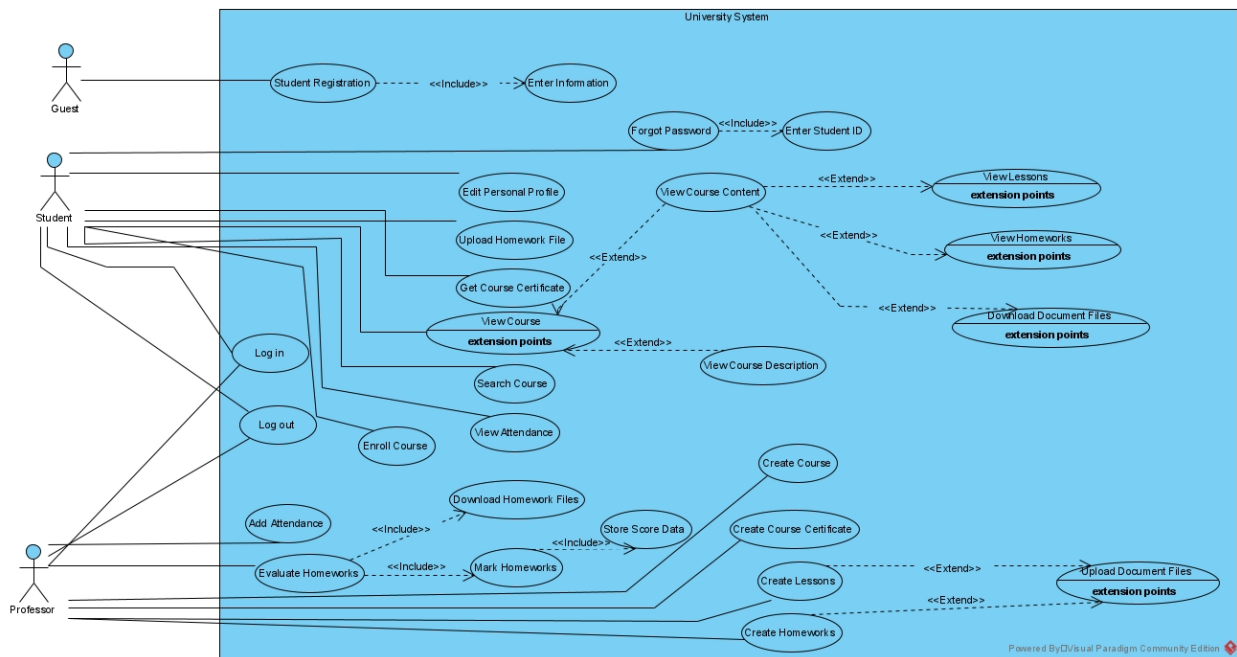 University System
Guest
Student Registration
<<Include>>
Enter Information
Forgot Password
<<Include>>
Enter Student ID
Student
Edit Personal Profile
View Course Content
<<Extend>>
View Lessons
extension points
Upload Homework File
<<Extend>>
View Homeworks
extension points
<<Extend>>
Get Course Certificate
<<Extend>>
Download Document Files
extension points
View Course
extension points
<<Extend>>
View Course Description
Log in
Search Course
Log out
Enroll Course
View Attendance
Create Course
Download Homework Files
Add Attendance
<<Include>>
Store Score Data
Create Course Certificate
<<Include>>
Evaluate Homeworks
<<Include>>
Mark Homeworks
Create Lessons
<<Extend>>
Upload Document Files
extension points
<<Extend>>
Professor
Create Homeworks
Powered By Visual Paradigm Community Edition